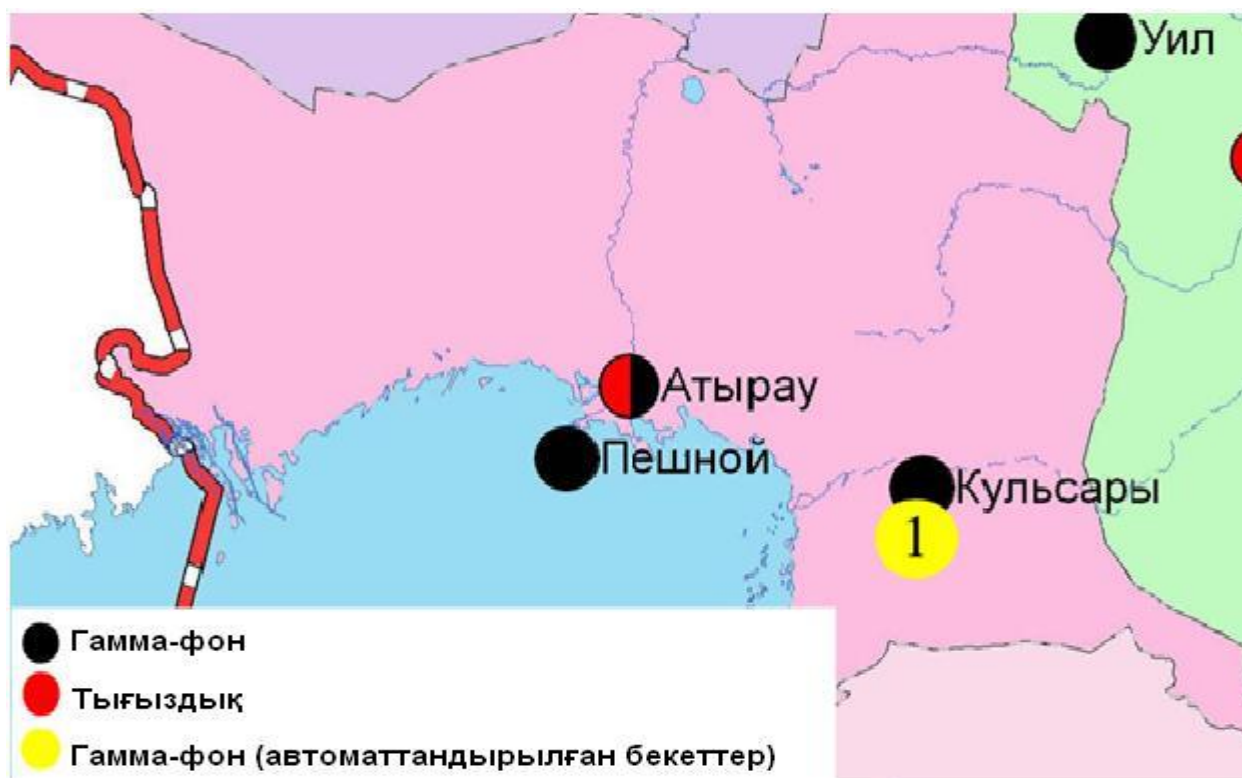 Уил
Атырау
Пешной
Кульсары
1
Гамма-фон
Тығыздық
Гамма-фон (автоматтандырылған бекеттер)